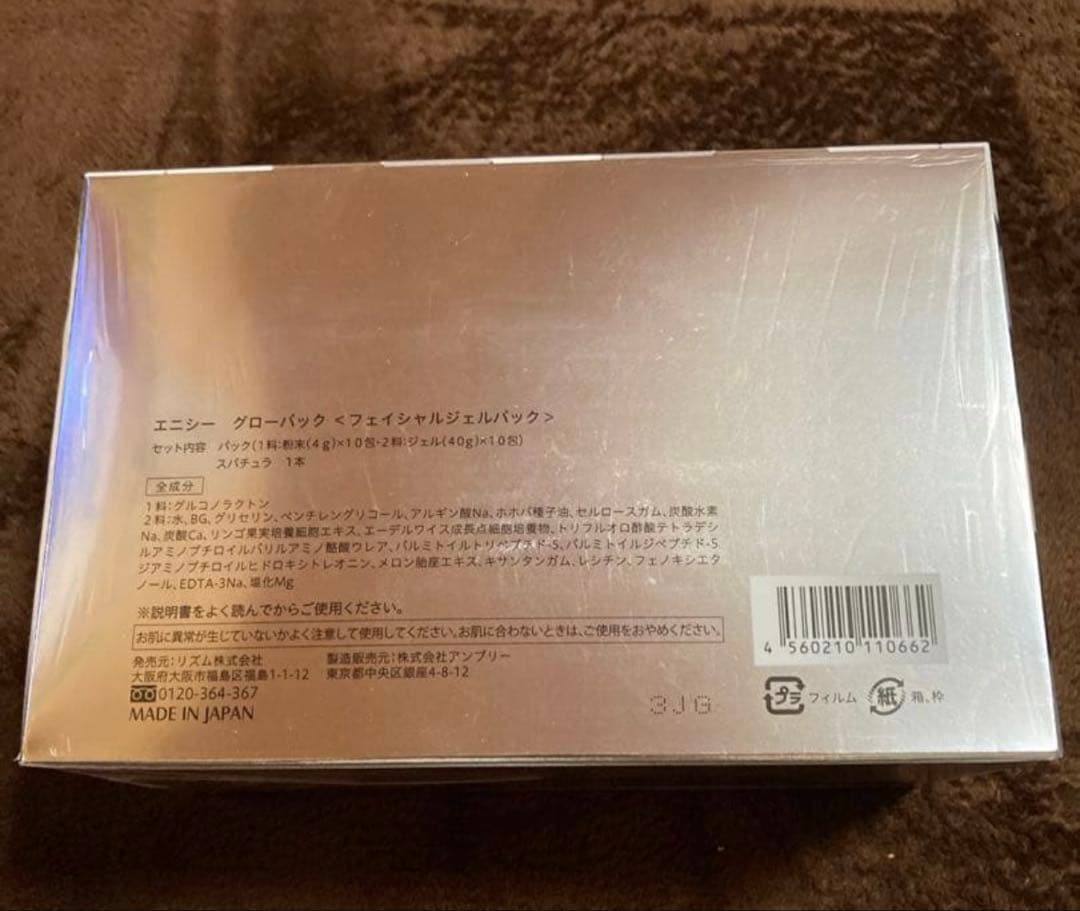 エニシー　グローパック <フェイシャルジェルパック>
セット内容　パック(1料:粉末(4g)×10包・2料:ジェル(40g)×10包)
スパチュラ　1本
全成分
1料:グルコノラクトン
2料:水、BG、グリセリン、ペンチレングリコール、アルギン酸Na、ホホバ種子油、セルロースガム、炭酸水素
Na、炭酸Ca、リンゴ果実培養細胞エキス、エーデルワイス成長点細胞培養物、トリフルオロ酢酸テトラデシ
ルアミノブチロイルバリルアミノ酪酸ウレア、パルミトイルトリペプチド-5、パルミトイルジペプチド-5
ジアミノブチロイルヒドロキシトレオニン、メロン胎座エキス、キサンタンガム、レシチン、フェノキシエタ
ノール、EDTA-3Na、塩化Mg
※説明書をよく読んでからご使用ください。
お肌に異常が生じていないかよく注意して使用してください。お肌に合わないときは、ご使用をおやめください。
発売元:リズム株式会社　製造販売元:株式会社アンブリー
大阪府大阪市福島区福島1-1-12　東京都中央区銀座4-8-12
0120-364-367
MADE IN JAPAN
3JG
4 560210 110662
プラ フィルム 紙 箱、枠